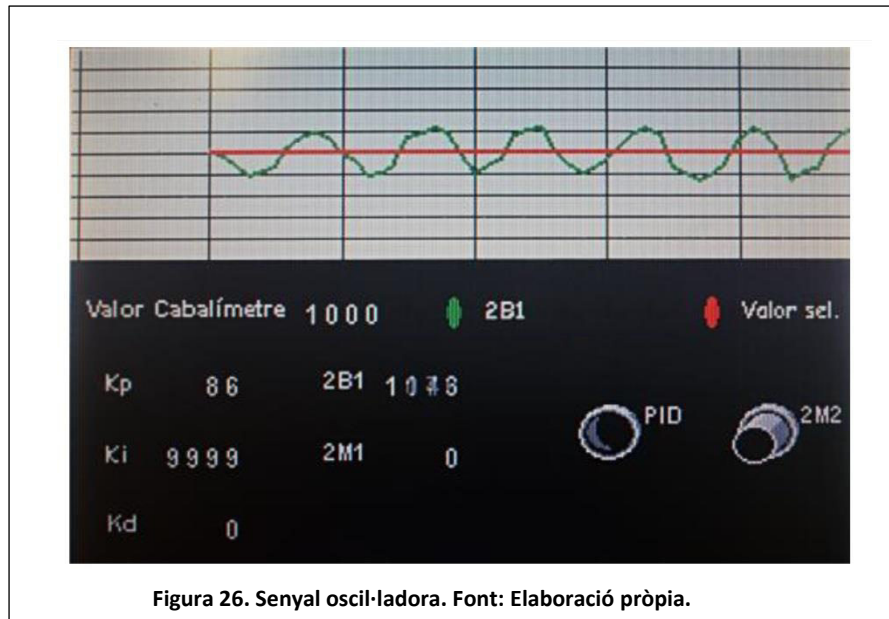 Valor Cabalímetre 1000 2B1 Valor sel.
Kp 86 2B1
PID 2M2
Ki 9999 2M1 0
Kd 0
Figura 26. Senyal oscil·ladora. Font: Elaboració pròpia.